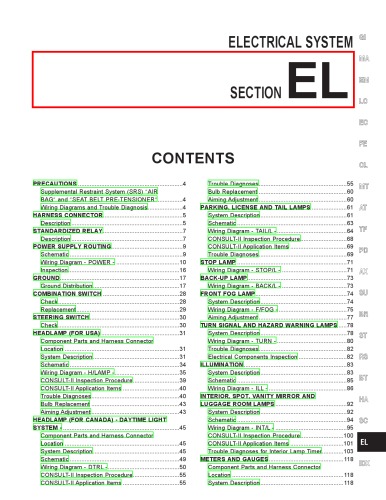 ELECTRICAL SYSTEM
SECTION EL
CONTENTS
PRECAUTIONS ...4
Supplemental Restraint System (SRS) "AIR
BAG" and "SEAT BELT PRE-TENSIONER" ...4
Wiring Diagrams and Trouble Diagnosis ...4
HARNESS CONNECTOR ...5
Description ...5
STANDARDIZED RELAY ...7
Description ...7
POWER SUPPLY ROUTING ...9
Schematic ...9
Wiring Diagram - POWER - ...10
Inspection ...16
GROUND ...17
Ground Distribution ...17
COMBINATION SWITCH ...28
Check ...28
Replacement ...29
STEERING SWITCH ...30
Check ...30
HEADLAMP (FOR USA) ...31
Component Parts and Harness Connector
Location ...31
System Description ...31
Schematic ...34
Wiring Diagram - H/LAMP - ...35
CONSULT-II Inspection Procedure ...39
CONSULT-II Application Items ...40
Trouble Diagnoses ...40
Bulb Replacement ...43
Aiming Adjustment ...43
HEADLAMP (FOR CANADA) - DAYTIME LIGHT
SYSTEM - ...45
Component Parts and Harness Connector
Location ...45
System Description ...45
Schematic ...49
Wiring Diagram - DTRL - ...50
CONSULT-II Inspection Procedure ...55
CONSULT-II Application Items ...55
Trouble Diagnoses ...55
Bulb Replacement ...60
Aiming Adjustment ...60
PARKING, LICENSE AND TAIL LAMPS ...61
System Description ...61
Schematic ...63
Wiring Diagram - TAIL/L - ...64
CONSULT-II Inspection Procedure ...68
CONSULT-II Application Items ...69
Trouble Diagnoses ...69
STOP LAMP ...71
Wiring Diagram - STOP/L - ...71
BACK-UP LAMP ...73
Wiring Diagram - BACK/L - ...73
FRONT FOG LAMP ...74
System Description ...74
Wiring Diagram - F/FOG - ...75
Aiming Adjustment ...77
TURN SIGNAL AND HAZARD WARNING LAMPS ...78
System Description ...78
Wiring Diagram - TURN - ...80
Trouble Diagnoses ...82
Electrical Components Inspection ...82
ILLUMINATION ...83
System Description ...83
Schematic ...85
Wiring Diagram - ILL - ...86
INTERIOR, SPOT, VANITY MIRROR AND
LUGGAGE ROOM LAMPS ...92
System Description ...92
Schematic ...94
Wiring Diagram - INT/L - ...95
CONSULT-II Inspection Procedure ...100
CONSULT-II Application Items ...101
Trouble Diagnoses for Interior Lamp Timer ...103
METERS AND GAUGES ...118
Component Parts and Harness Connector
Location ...118
System Description ...118
GI
MA
EM
LC
EC
FE
CL
MT
AT
TF
PD
AX
SU
BR
ST
RS
BT
HA
SC
EL
IDX